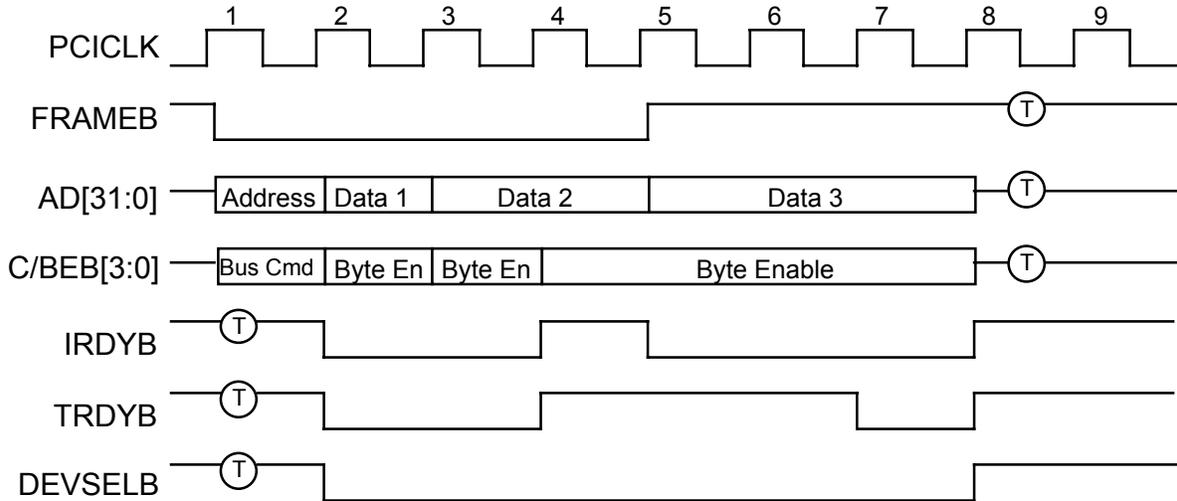 1 2 3 4 5 6 7 8 9
PCICLK
FRAMEB T
AD[31:0] Address Data 1 Data 2 Data 3 T
C/BEB[3:0] Bus Cmd Byte En Byte En Byte Enable T
IRDYB T
TRDYB T
DEVSELB T